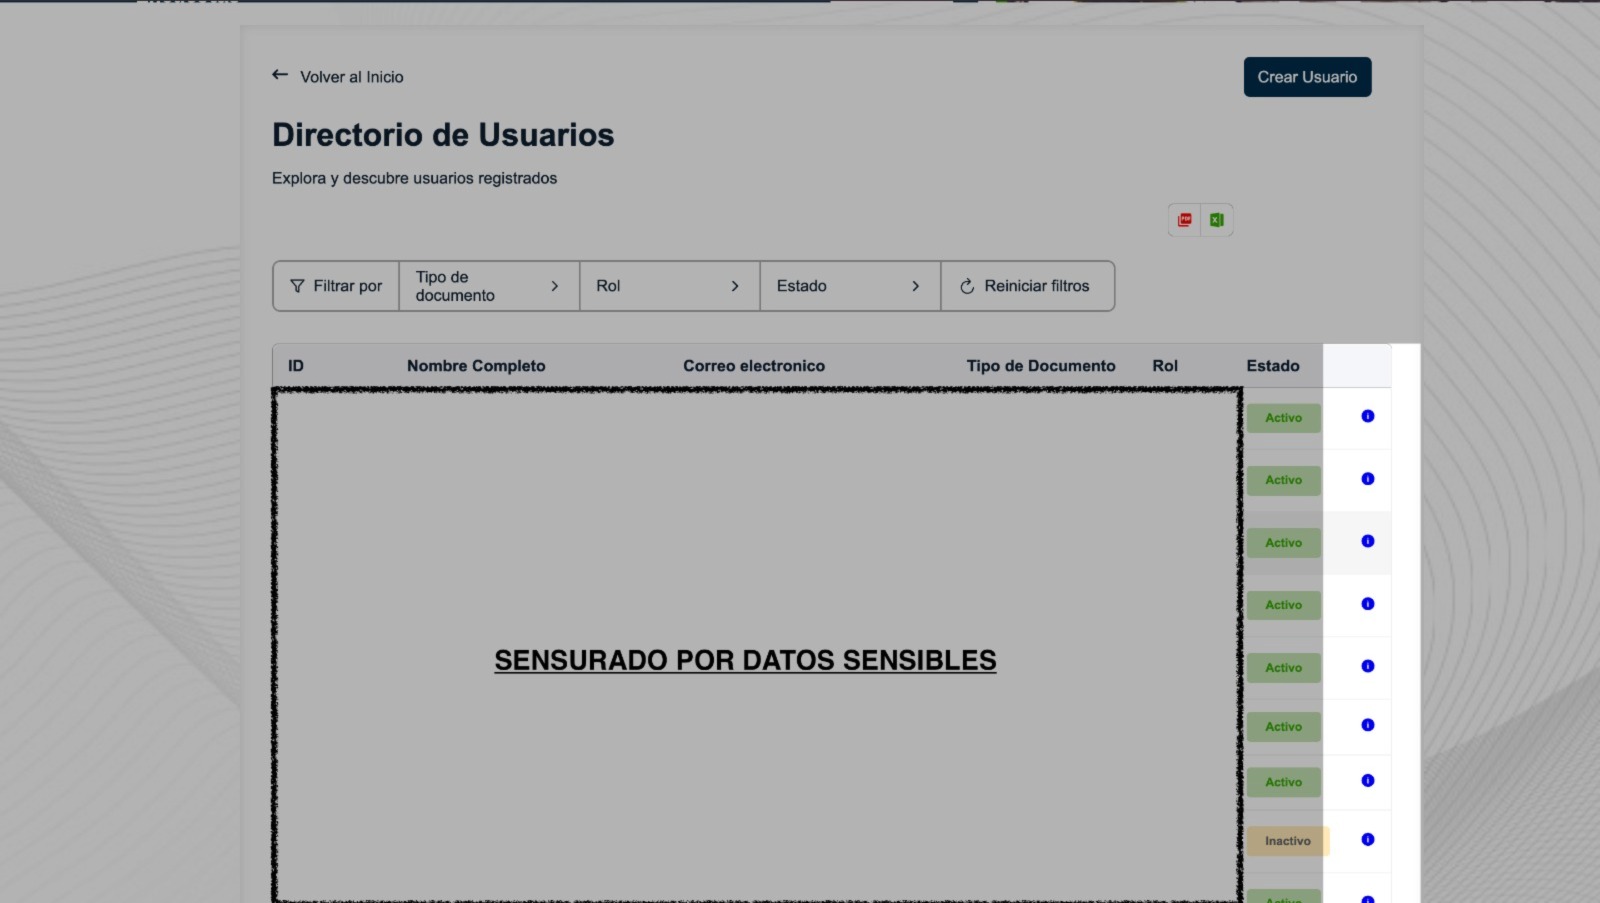 Volver al Inicio
Crear Usuario
Directorio de Usuarios
Explora y descubre usuarios registrados
PDF
X
Filtrar por
Tipo de
documento
Rol
Estado
Reiniciar filtros
ID Nombre Completo Correo electronico Tipo de Documento Rol Estado
Activo
Activo
Activo
Activo
SENSURADO POR DATOS SENSIBLES
Activo
Activo
Activo
Inactivo
Activo